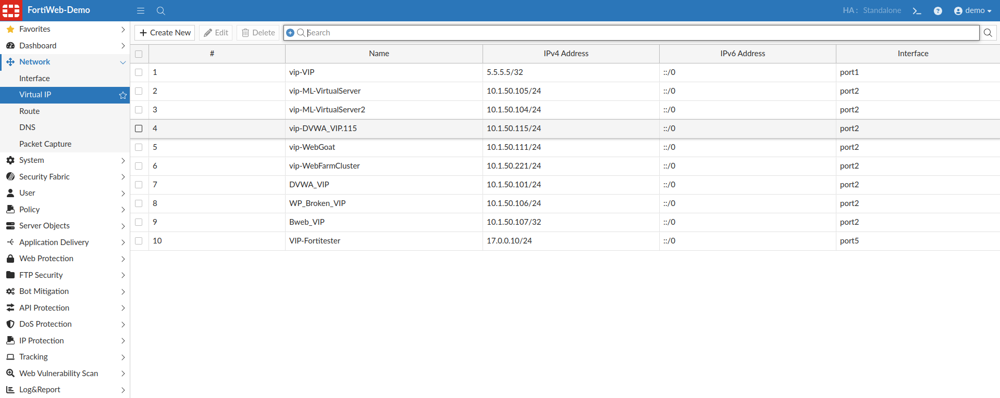 FortiWeb-Demo HA: Standalone demo
Favorites
Dashboard
Network
Interface
Virtual IP
Route
DNS
Packet Capture
System
Security Fabric
User
Policy
Server Objects
Application Delivery
Web Protection
FTP Security
Bot Mitigation
API Protection
DoS Protection
IP Protection
Tracking
Web Vulnerability Scan
Log&Report
Create New Edit Delete Search
# Name IPv4 Address IPv6 Address Interface
1 vip-VIP 5.5.5.5/32 ::/0 port1
2 vip-ML-VirtualServer 10.1.50.105/24 ::/0 port2
3 vip-ML-VirtualServer2 10.1.50.104/24 ::/0 port2
4 vip-DVWA_VIP.115 10.1.50.115/24 ::/0 port2
5 vip-WebGoat 10.1.50.111/24 ::/0 port2
6 vip-WebFarmCluster 10.1.50.221/24 ::/0 port2
7 DVWA_VIP 10.1.50.101/24 ::/0 port2
8 WP_Broken_VIP 10.1.50.106/24 ::/0 port2
9 Bweb_VIP 10.1.50.107/32 ::/0 port2
10 VIP-Fortitester 17.0.0.10/24 ::/0 port5